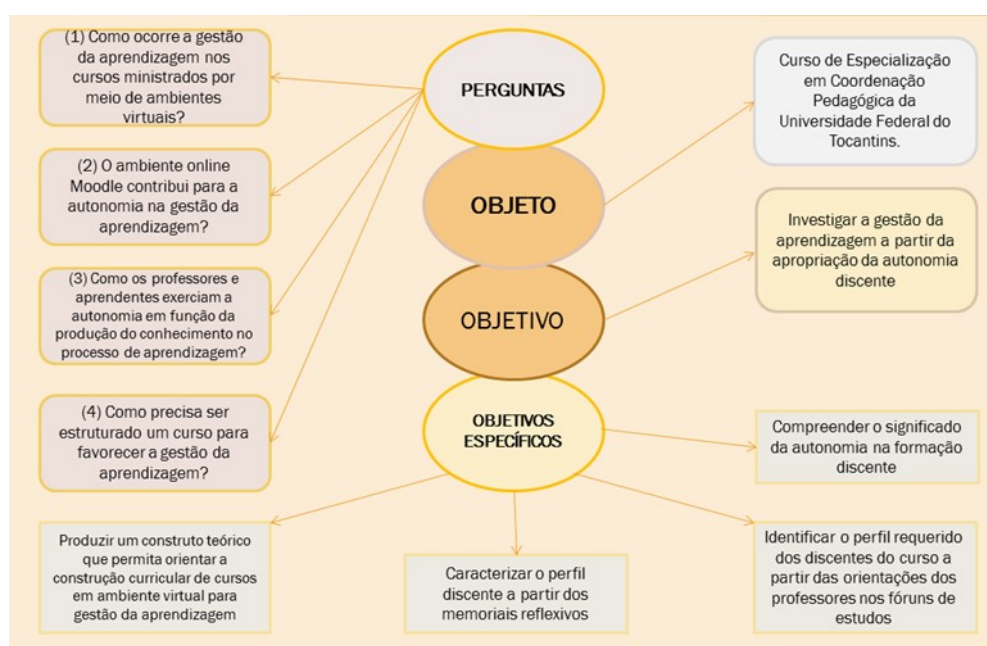 (1) Como ocorre a gestão
da aprendizagem nos
cursos ministrados por
meio de ambientes
virtuais?
(2) O ambiente online
Moodle contribui para a
autonomia na gestão da
aprendizagem?
(3) Como os professores e
aprendentes exerciam a
autonomia em função da
produção do conhecimento no
processo de aprendizagem?
(4) Como precisa ser
estruturado um curso para
favorecer a gestão da
aprendizagem?
PERGUNTAS
OBJETO
OBJETIVO
OBJETIVOS
ESPECÍFICOS
Curso de Especialização
em Coordenação
Pedagógica da
Universidade Federal do
Tocantins.
Investigar a gestão da
aprendizagem a partir da
apropriação da autonomia
discente
Compreender o significado
da autonomia na formação
discente
Produzir um construto teórico
que permita orientar a
construção curricular de cursos
em ambiente virtual para
gestão da aprendizagem
Caracterizar o perfil
discente a partir dos
memoriais reflexivos
Identificar o perfil requerido
dos discentes do curso a
partir das orientações dos
professores nos fóruns de
estudos